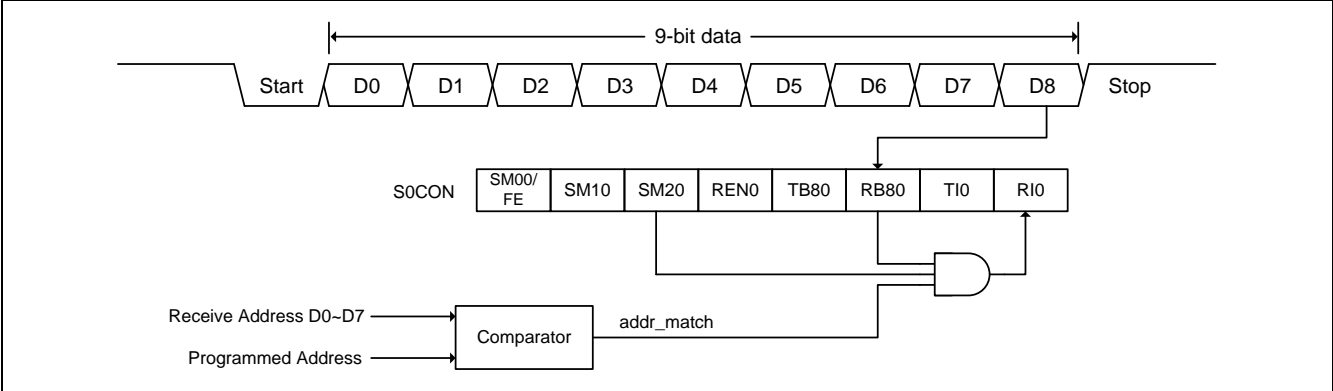 9-bit data
Start D0 D1 D2 D3 D4 D5 D6 D7 D8 Stop
S0CON SM00/ FE SM10 SM20 REN0 TB80 RB80 TI0 RI0
Receive Address D0~D7
Comparator
addr_match
Programmed Address